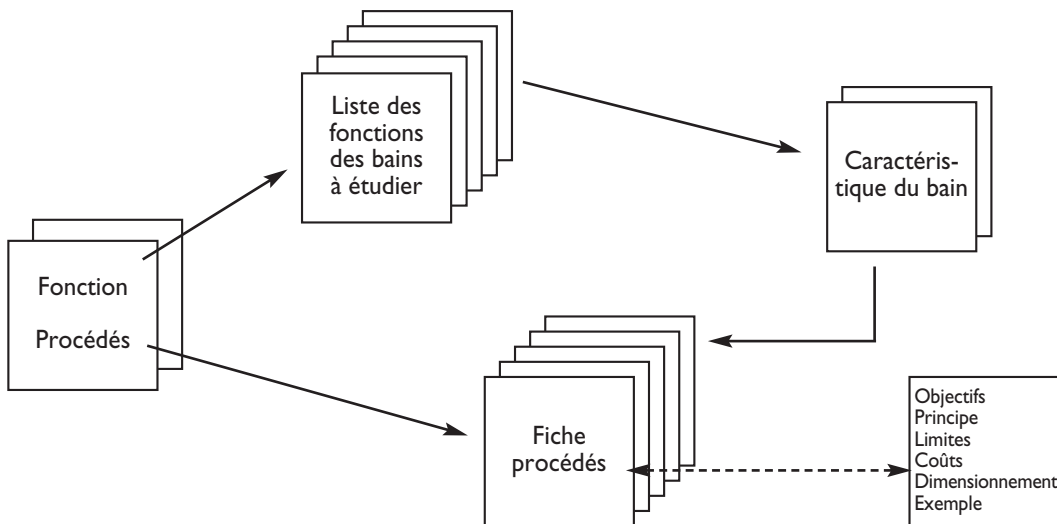 Liste des
fonctions
des bains
à étudier
Caractéris-
tique du bain
Fonction
Procédés
Fiche
procédés
Objectifs
Principe
Limites
Coûts
Dimensionnement
Exemple